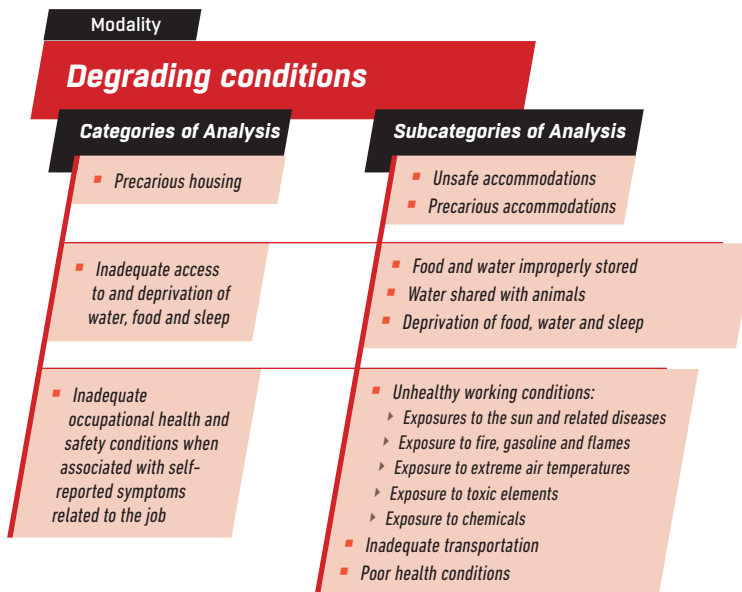 Modality
Degrading conditions
Categories of Analysis
Subcategories of Analysis
Precarious housing
Unsafe accommodations
Precarious accommodations
Inadequate access
to and deprivation of
water, food and sleep
Food and water improperly stored
Water shared with animals
Deprivation of food, water and sleep
Inadequate
occupational health and
safety conditions when
associated with self-
reported symptoms
related to the job
Unhealthy working conditions:
Exposures to the sun and related diseases
Exposure to fire, gasoline and flames
Exposure to extreme air temperatures
Exposure to toxic elements
Exposure to chemicals
Inadequate transportation
Poor health conditions